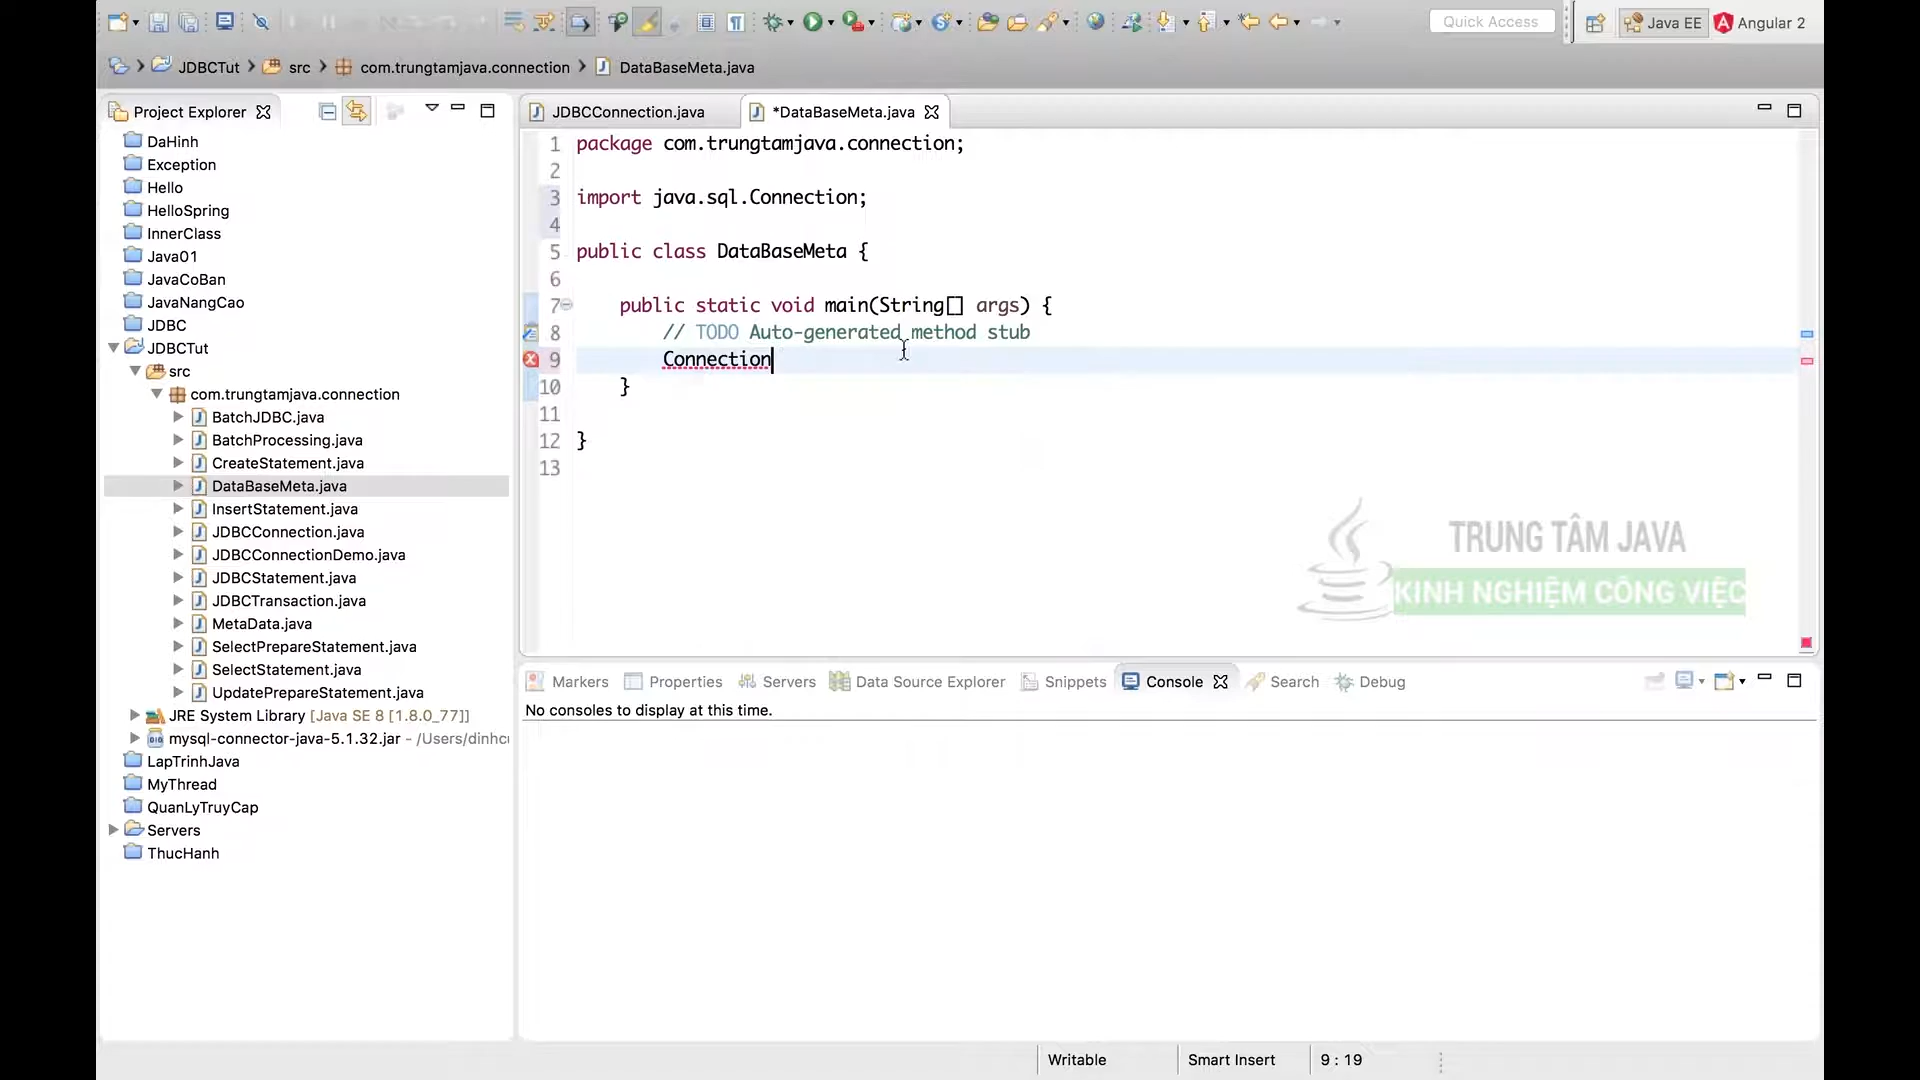 Quick Access
Java EE
Angular 2
JDBCTut
src
com.trungtamjava.connection
DataBaseMeta.java
Project Explorer
DaHinh
Exception
Hello
HelloSpring
InnerClass
Java01
JavaCoBan
JavaNangCao
JDBC
JDBCTut
src
com.trungtamjava.connection
BatchJDBC.java
BatchProcessing.java
CreateStatement.java
DataBaseMeta.java
InsertStatement.java
JDBCConnection.java
JDBCConnectionDemo.java
JDBCStatement.java
JDBCTransaction.java
MetaData.java
SelectPrepareStatement.java
SelectStatement.java
UpdatePrepareStatement.java
JRE System Library [Java SE 8 [1.8.0_77]]
mysql-connector-java-5.1.32.jar - /Users/dinhcu
LapTrinhJava
MyThread
QuanLyTruyCap
Servers
ThucHanh
JDBCConnection.java
*DataBaseMeta.java
1 package com.trungtamjava.connection;
2
3 import java.sql.Connection;
4
5 public class DataBaseMeta {
6
7 public static void main(String[] args) {
8 // TODO Auto-generated method stub
9 Connection
10 }
11
12 }
13
TRUNG TÂM JAVA
KINH NGHIỆM CÔNG VIỆC
Markers
Properties
Servers
Data Source Explorer
Snippets
Console
Search
Debug
No consoles to display at this time.
Writable
Smart Insert
9 : 19